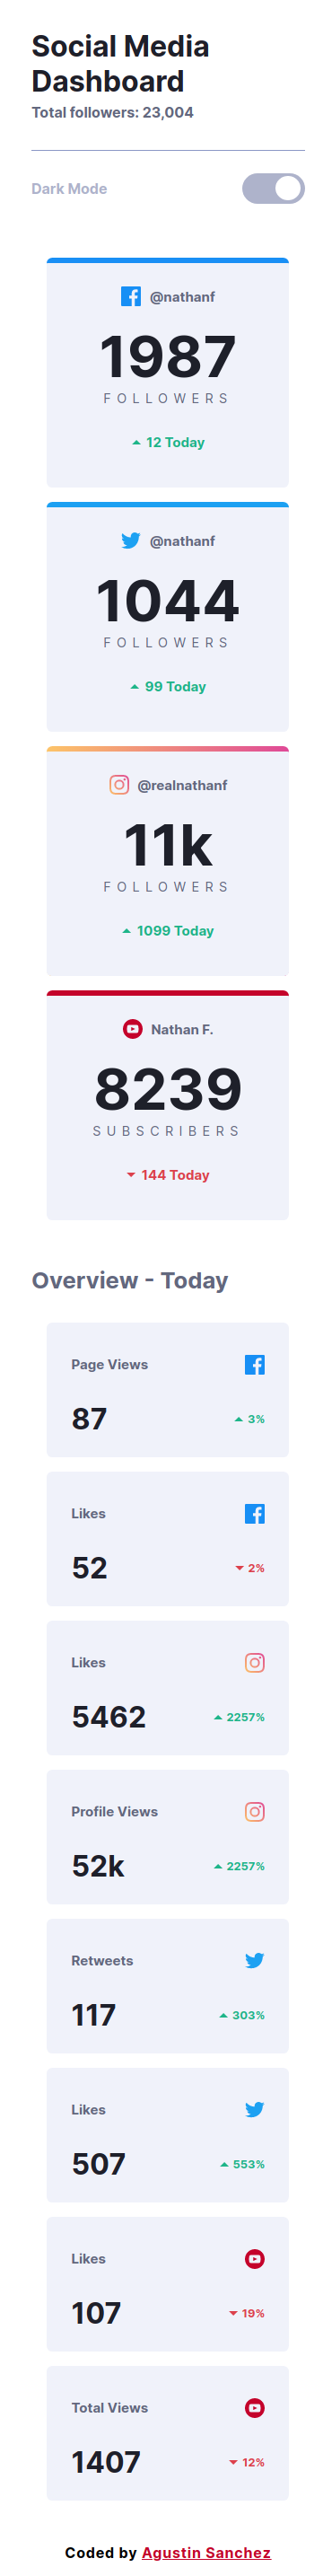 Social Media
Dashboard
Total followers: 23,004
Dark Mode
@nathanf
1987
FOLLOWERS
12 Today
@nathanf
1044
FOLLOWERS
99 Today
@realnathanf
11k
FOLLOWERS
1099 Today
Nathan F.
8239
SUBSCRIBERS
144 Today
Overview - Today
Page Views
87
3%
Likes
52
2%
Likes
5462
2257%
Profile Views
52k
2257%
Retweets
117
303%
Likes
507
553%
Likes
107
19%
Total Views
1407
12%
Coded by Agustin Sanchez